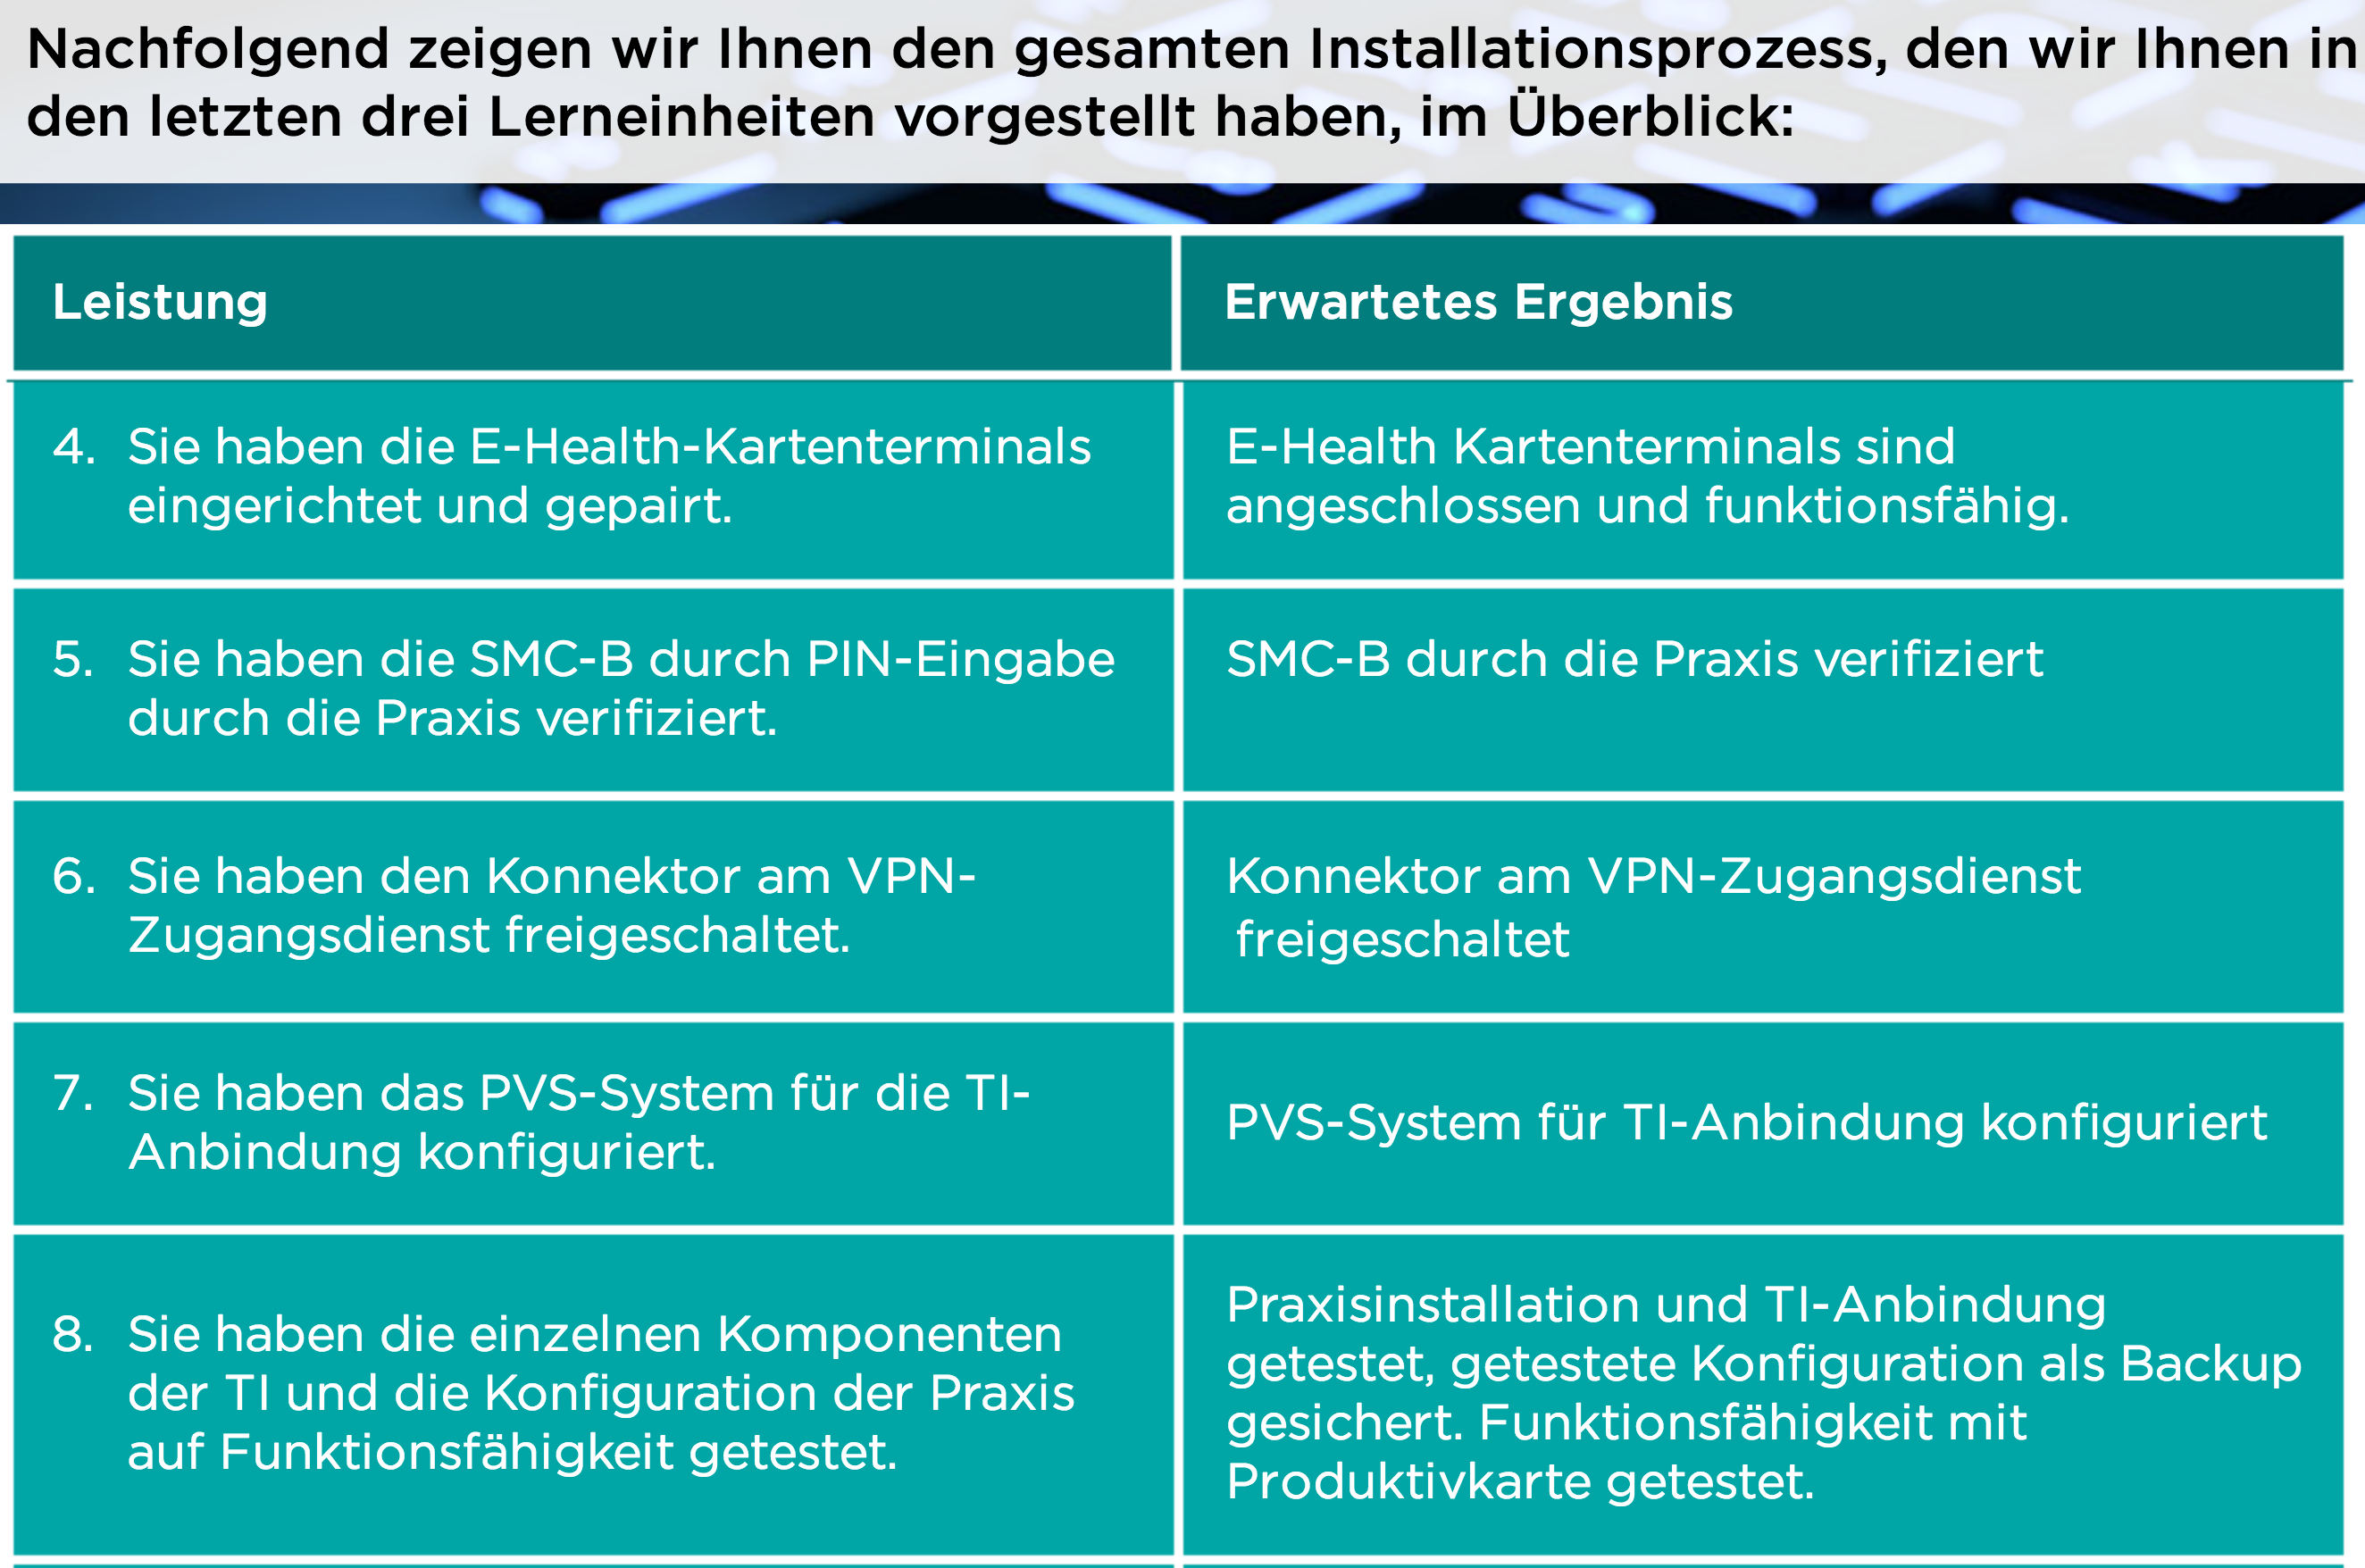 Nachfolgend zeigen wir Ihnen den gesamten Installationsprozess, den wir Ihnen in
den letzten drei Lerneinheiten vorgestellt haben, im Überblick:
Leistung
Erwartetes Ergebnis
4. Sie haben die E-Health-Kartenterminals
eingerichtet und gepairt.
E-Health Kartenterminals sind
angeschlossen und funktionsfähig.
5. Sie haben die SMC-B durch PIN-Eingabe
durch die Praxis verifiziert.
SMC-B durch die Praxis verifiziert
6. Sie haben den Konnektor am VPN-
Zugangsdienst freigeschaltet.
Konnektor am VPN-Zugangsdienst
freigeschaltet
7. Sie haben das PVS-System für die TI-
Anbindung konfiguriert.
PVS-System für TI-Anbindung konfiguriert
8. Sie haben die einzelnen Komponenten
der TI und die Konfiguration der Praxis
auf Funktionsfähigkeit getestet.
Praxisinstallation und TI-Anbindung
getestet, getestete Konfiguration als Backup
gesichert. Funktionsfähigkeit mit
Produktivkarte getestet.